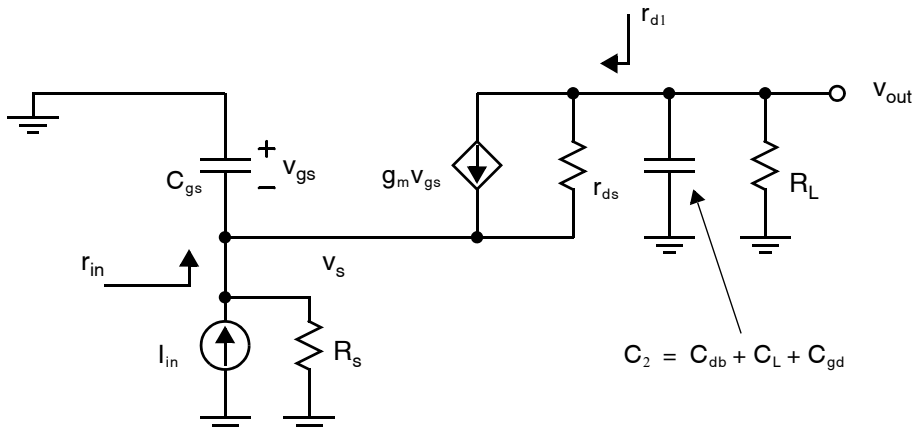 r_d1
v_out
+
C_gs
v_gs
–
g_m v_gs
r_ds
R_L
r_in
v_s
I_in
R_s
C_2 = C_db + C_L + C_gd